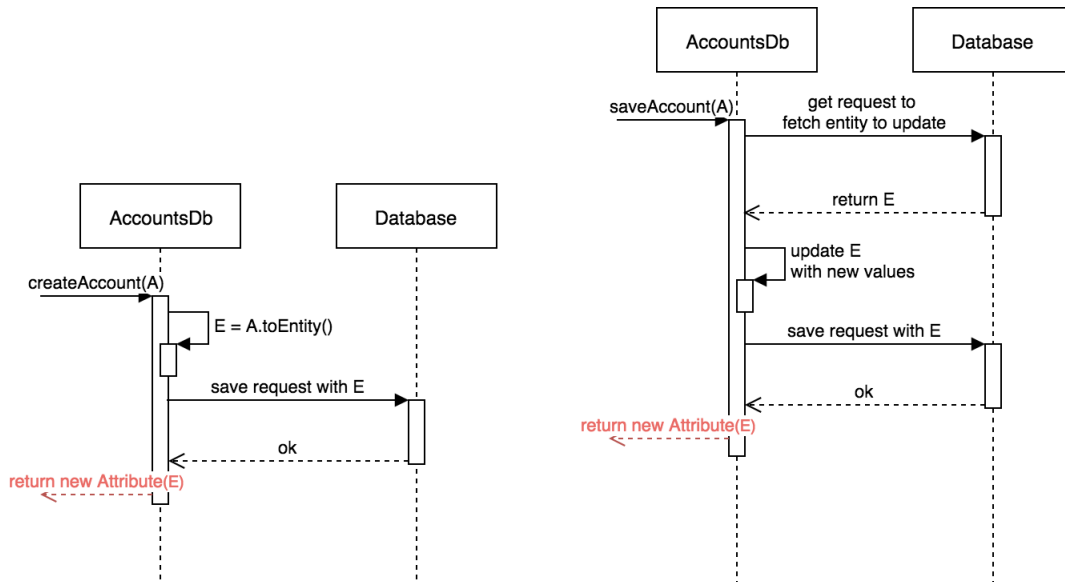 AccountsDb
Database
createAccount(A)
E = A.toEntity()
save request with E
ok
return new Attribute(E)
AccountsDb
Database
saveAccount(A)
get request to
fetch entity to update
return E
update E
with new values
save request with E
ok
return new Attribute(E)